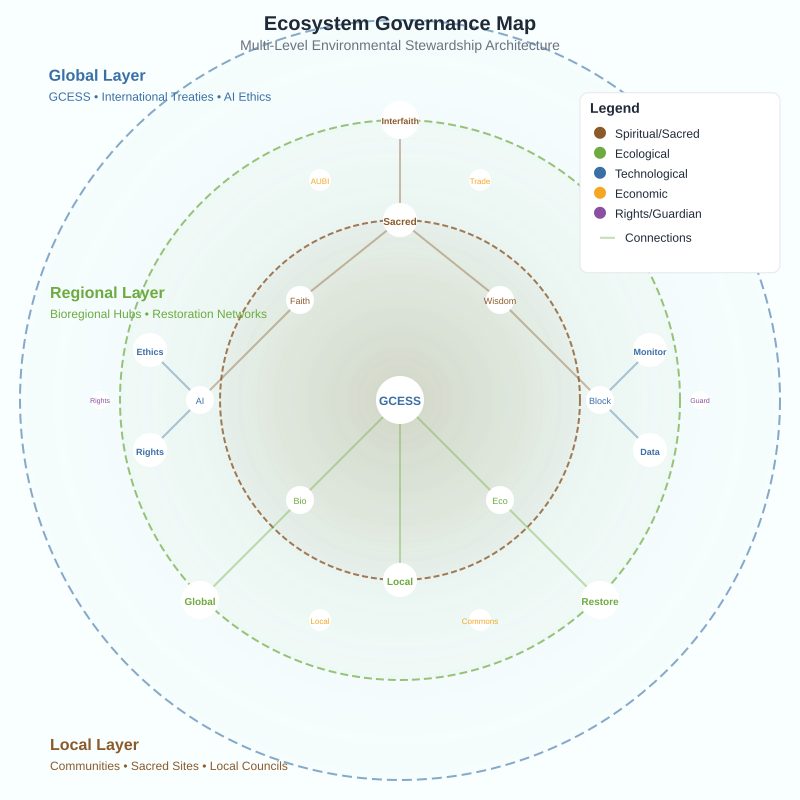 Ecosystem Governance Map
Multi-Level Environmental Stewardship Architecture
Global Layer
GCESS • International Treaties • AI Ethics
Legend
Spiritual/Sacred
Ecological
Technological
Economic
Rights/Guardian
Connections
Interfaith
AUBI
Trade
Sacred
Regional Layer
Bioregional Hubs • Restoration Networks
Faith
Wisdom
Ethics
Monitor
Rights
AI
GCESS
Block
Guard
Rights
Data
Bio
Eco
Local
Global
Restore
Local
Commons
Local Layer
Communities • Sacred Sites • Local Councils